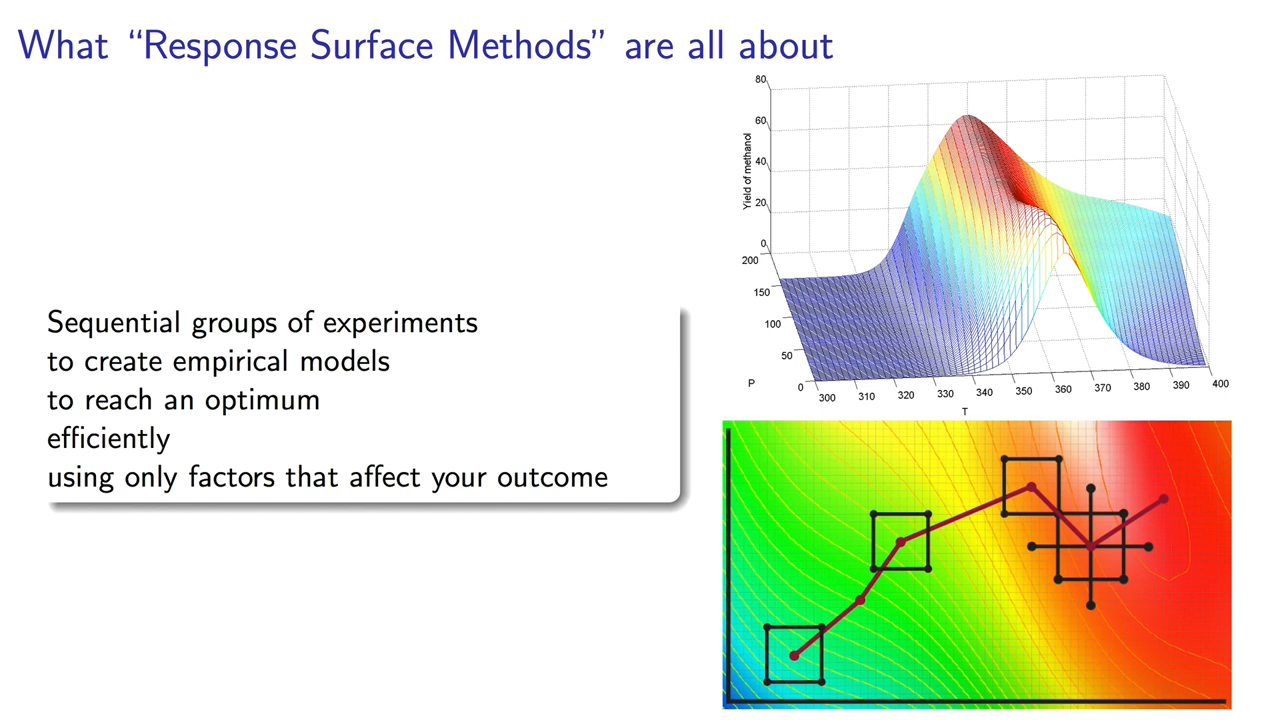 What “Response Surface Methods” are all about
Sequential groups of experiments
to create empirical models
to reach an optimum
efficiently
using only factors that affect your outcome
80
60
40
20
0
Yield of methanol
200
150
100
50
0
P
300
310
320
330
340
350
360
370
380
390
400
T